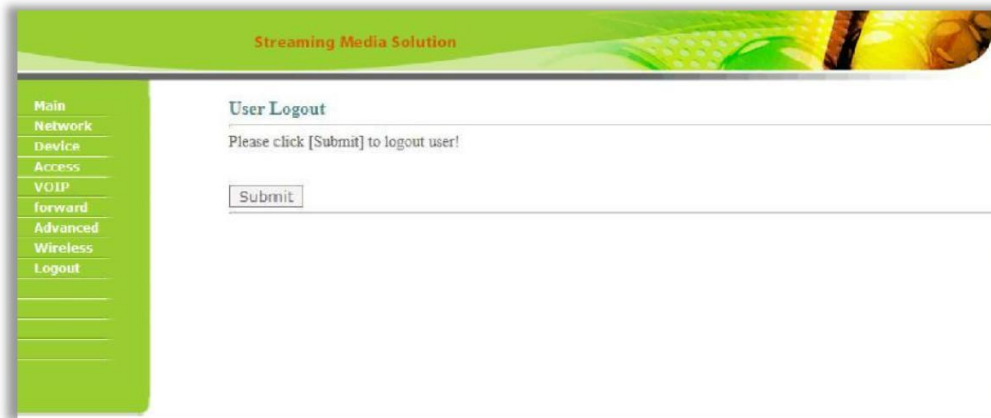 Streaming Media Solution
Main
Network
Device
Access
VOIP
forward
Advanced
Wireless
Logout
User Logout
Please click [Submit] to logout user!
Submit